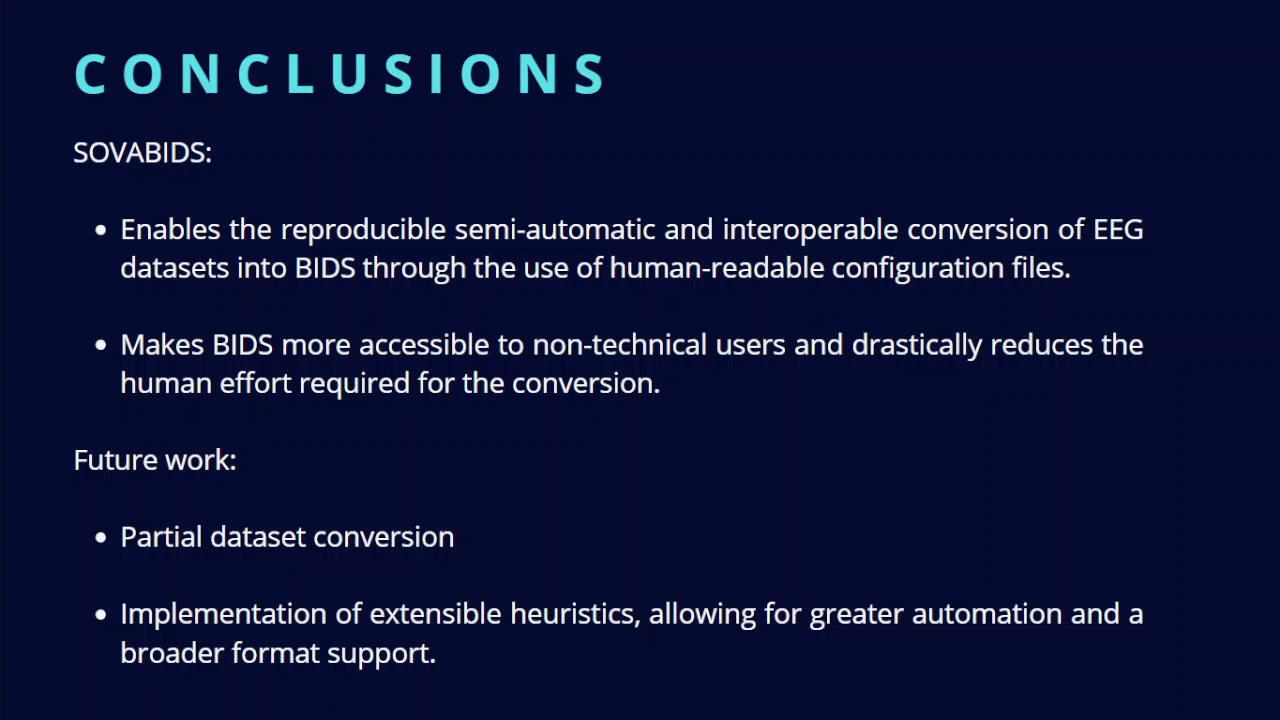 CONCLUSIONS
SOVABIDS:
• Enables the reproducible semi-automatic and interoperable conversion of EEG
datasets into BIDS through the use of human-readable configuration files.
• Makes BIDS more accessible to non-technical users and drastically reduces the
human effort required for the conversion.
Future work:
• Partial dataset conversion
• Implementation of extensible heuristics, allowing for greater automation and a
broader format support.